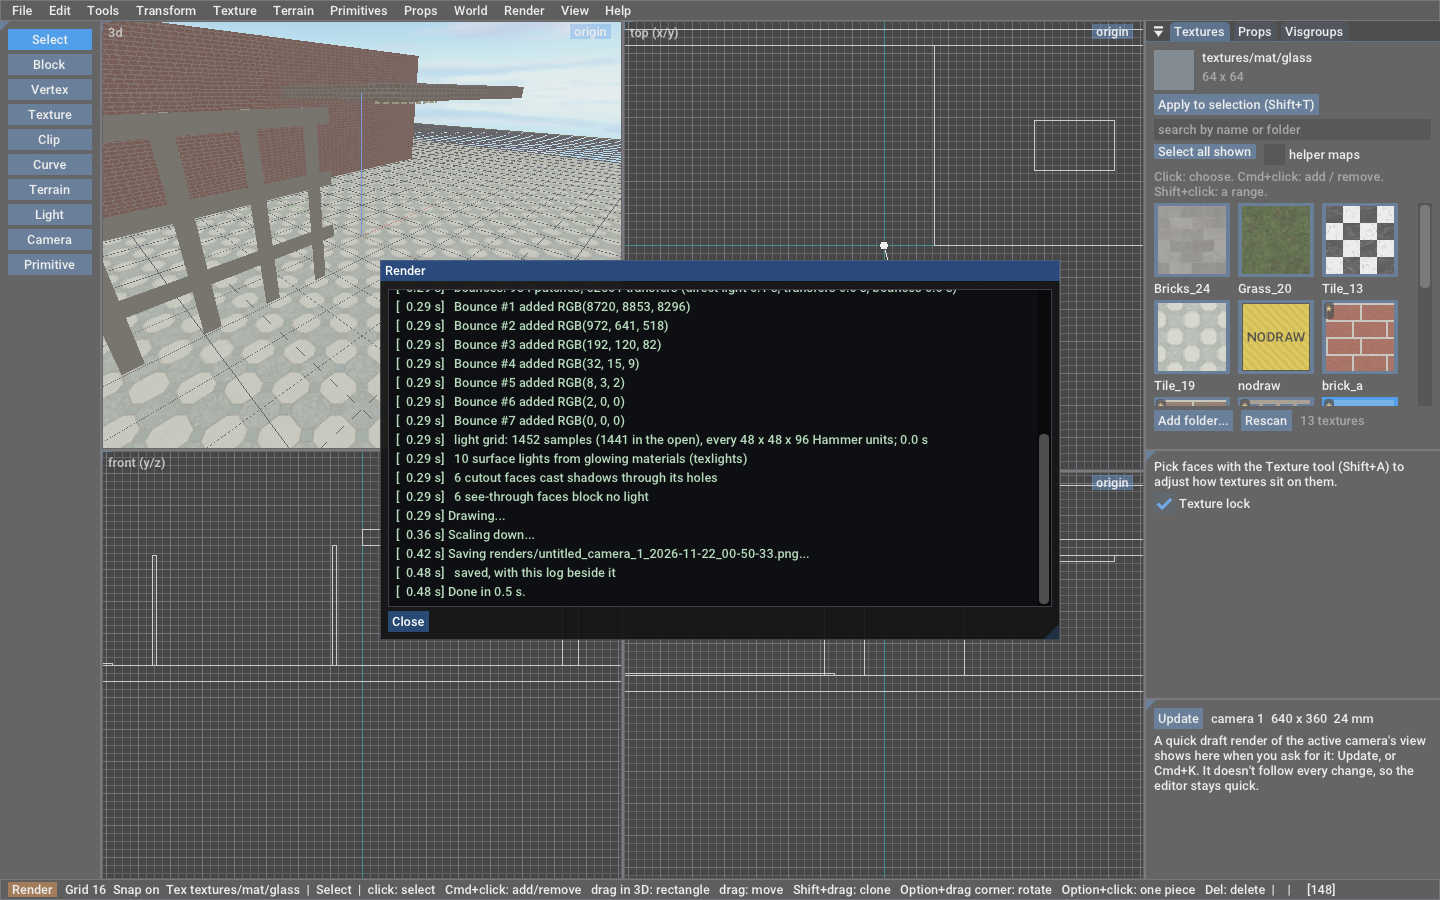 File Edit Tools Transform Texture Terrain Primitives Props World Render View Help
Select
Block
Vertex
Texture
Clip
Curve
Terrain
Light
Camera
Primitive
3d
origin
top (x/y)
origin
front (y/z)
origin
Render
[ 0.29 s] Bounce #1 added RGB(8720, 8853, 8296)
[ 0.29 s] Bounce #2 added RGB(972, 641, 518)
[ 0.29 s] Bounce #3 added RGB(192, 120, 82)
[ 0.29 s] Bounce #4 added RGB(32, 15, 9)
[ 0.29 s] Bounce #5 added RGB(8, 3, 2)
[ 0.29 s] Bounce #6 added RGB(2, 0, 0)
[ 0.29 s] Bounce #7 added RGB(0, 0, 0)
[ 0.29 s] light grid: 1452 samples (1441 in the open), every 48 x 48 x 96 Hammer units; 0.0 s
[ 0.29 s] 10 surface lights from glowing materials (texlights)
[ 0.29 s] 6 cutout faces cast shadows through its holes
[ 0.29 s] 6 see-through faces block no light
[ 0.29 s] Drawing...
[ 0.36 s] Scaling down...
[ 0.42 s] Saving renders/untitled_camera_1_2026-11-22_00-50-33.png...
[ 0.48 s] saved, with this log beside it
[ 0.48 s] Done in 0.5 s.
Close
Textures Props Visgroups
textures/mat/glass
64 x 64
Apply to selection (Shift+T)
search by name or folder
Select all shown helper maps
Click: choose. Cmd+click: add / remove.
Shift+click: a range.
Bricks_24 Grass_20 Tile_13
NODRAW
Tile_19 nodraw brick_a
Add folder... Rescan 13 textures
Pick faces with the Texture tool (Shift+A) to
adjust how textures sit on them.
Texture lock
Update camera 1 640 x 360 24 mm
A quick draft render of the active camera's view
shows here when you ask for it: Update, or
Cmd+K. It doesn't follow every change, so the
editor stays quick.
Render Grid 16 Snap on Tex textures/mat/glass | Select | click: select Cmd+click: add/remove drag in 3D: rectangle drag: move Shift+drag: clone Option+drag corner: rotate Option+click: one piece Del: delete | | [148]